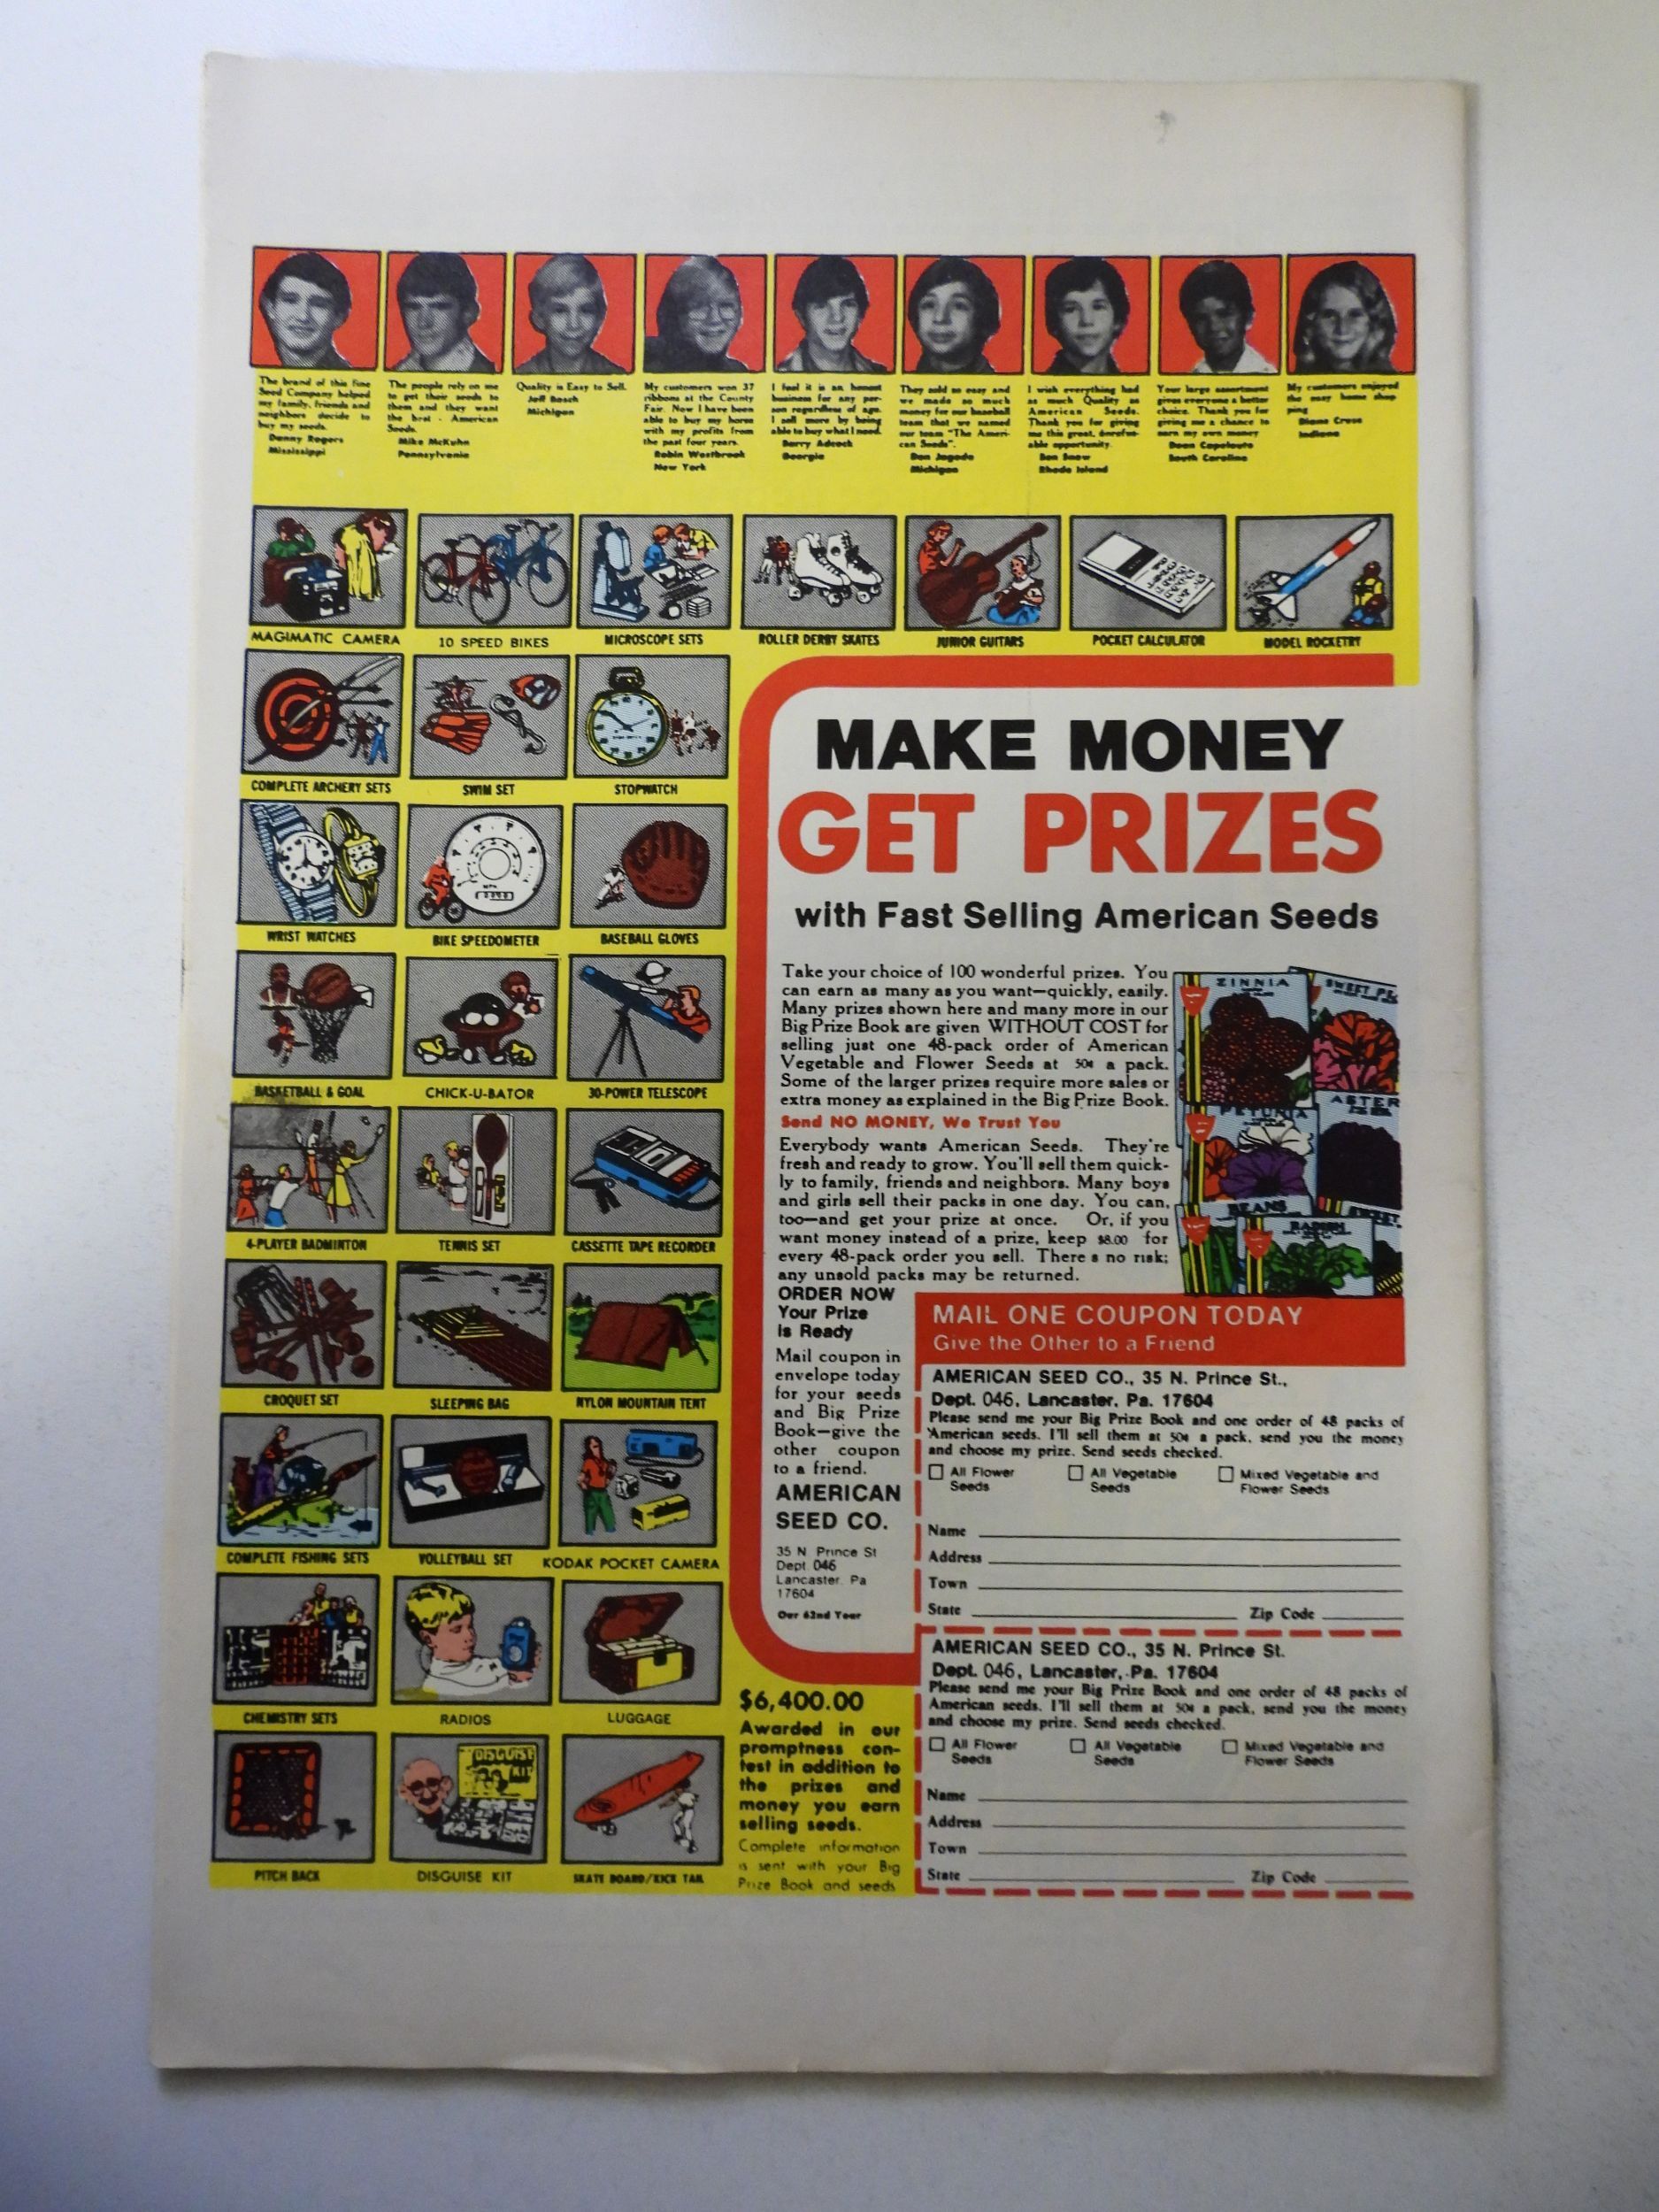 The brand of this fine
Seed Company helped
my family, friends and
neighbors decide to
buy my seeds.
Danny Rogers
Mississippi
The people rely on me
to get their seeds to
them and they want
the best - American
Seeds.
Mike McKuhn
Pennsylvania
Quality is Easy to Sell.
Jeff Bosch
Michigan
My customers won 37
ribbons at the County
Fair. Now I have been
able to buy my horse
with my profits from
the past four years.
Robin Westbrook
New York
I feel it is an honest
business for any per-
son regardless of age.
I sell more by being
able to buy what I need.
Barry Adcock
Georgia
They sold so easy and
we made so much
money for our baseball
team that we named
our team "The Ameri-
can Seeds".
Don Jagoda
Michigan
I wish everything had
as much Quality as
American Seeds.
Thank you for giving
me this great, 
able opportunity.
Ben Snow
Rhode Island
Your large assortment
gives everyone a better
choice. Thank you for
giving me a chance to
earn my own money
South Carolina
My customers enjoyed
the easy home shop
ping
Diane Cruse
Indiana
MAGIMATIC CAMERA
10 SPEED BIKES
MICROSCOPE SETS
ROLLER DERBY SKATES
JUNIOR GUITARS
POCKET CALCULATOR
MODEL ROCKETRY
COMPLETE ARCHERY SETS
SWIM SET
STOPWATCH
MPH
WRIST WATCHES
BIKE SPEEDOMETER
BASEBALL GLOVES
BASKETBALL & GOAL
CHICK-U-BATOR
30-POWER TELESCOPE
4-PLAYER BADMINTON
TENNIS SET
CASSETTE TAPE RECORDER
CROQUET SET
SLEEPING BAG
NYLON MOUNTAIN TENT
COMPLETE FISHING SETS
VOLLEYBALL SET
KODAK POCKET CAMERA
CHEMISTRY SETS
RADIOS
LUGGAGE
DISGUISE
KIT
PITCH BACK
DISGUISE KIT
SKATE BOARD/KICK TAIL
MAKE MONEY
GET PRIZES
with Fast Selling American Seeds
Take your choice of 100 wonderful prizes. You
can earn as many as you want—quickly, easily.
Many prizes shown here and many more in our
Big Prize Book are given WITHOUT COST for
selling just one 48-pack order of American
Vegetable and Flower Seeds at 50¢ a pack.
Some of the larger prizes require more sales or
extra money as explained in the Big Prize Book.
Send NO MONEY, We Trust You
Everybody wants American Seeds. They're
fresh and ready to grow. You'll sell them quick-
ly to family, friends and neighbors. Many boys
and girls sell their packs in one day. You can,
too—and get your prize at once. Or, if you
want money instead of a prize, keep $8.00 for
every 48-pack order you sell. There s no risk;
any unsold packs may be returned.
ZINNIA
SWEET PE
ASTER
PETUNIA
BEANS
RADISH
SWEET
ORDER NOW
Your Prize
is Ready
Mail coupon in
envelope today
for your seeds
and Big Prize
Book—give the
other coupon
to a friend.
AMERICAN
SEED CO.
35 N Prince St
Dept 046
Lancaster Pa
17604
Our 62nd Year
$6,400.00
Awarded in our
promptness con-
test in addition to
the prizes and
money you earn
selling seeds.
Complete information
is sent with your Big
Prize Book and seeds
MAIL ONE COUPON TODAY
Give the Other to a Friend
AMERICAN SEED CO., 35 N. Prince St.,
Dept. 046, Lancaster, Pa. 17604
Please send me your Big Prize Book and one order of 48 packs of
American seeds. I'll sell them at 50¢ a pack, send you the money
and choose my prize. Send seeds checked.
All Flower Seeds
All Vegetable Seeds
Mixed Vegetable and Flower Seeds
Name
Address
Town
State Zip Code
AMERICAN SEED CO., 35 N. Prince St.
Dept. 046, Lancaster, Pa. 17604
Please send me your Big Prize Book and one order of 48 packs of
American seeds. I'll sell them at 50¢ a pack, send you the money
and choose my prize. Send seeds checked.
All Flower Seeds
All Vegetable Seeds
Mixed Vegetable and Flower Seeds
Name
Address
Town
State Zip Code